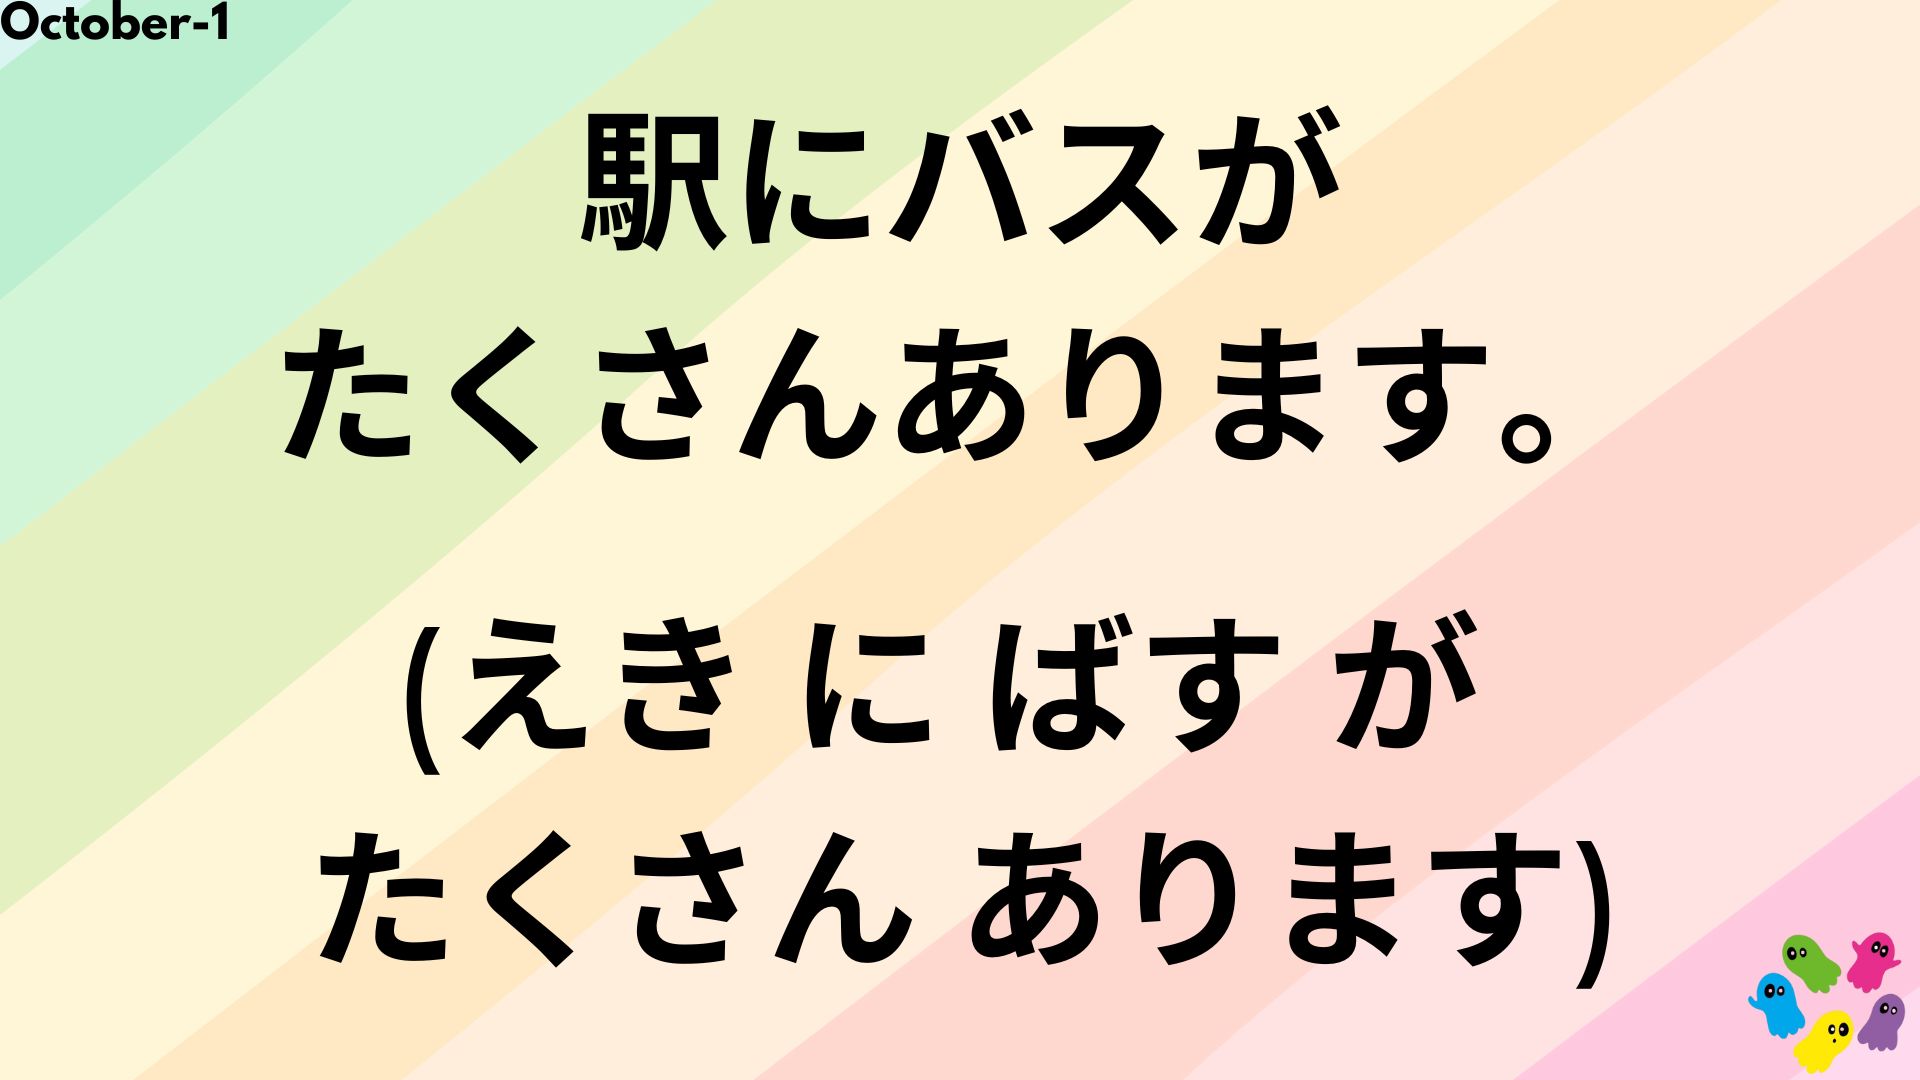 October-1
駅にバスが
たくさんあります。
(えき に ばす が
たくさん あります)